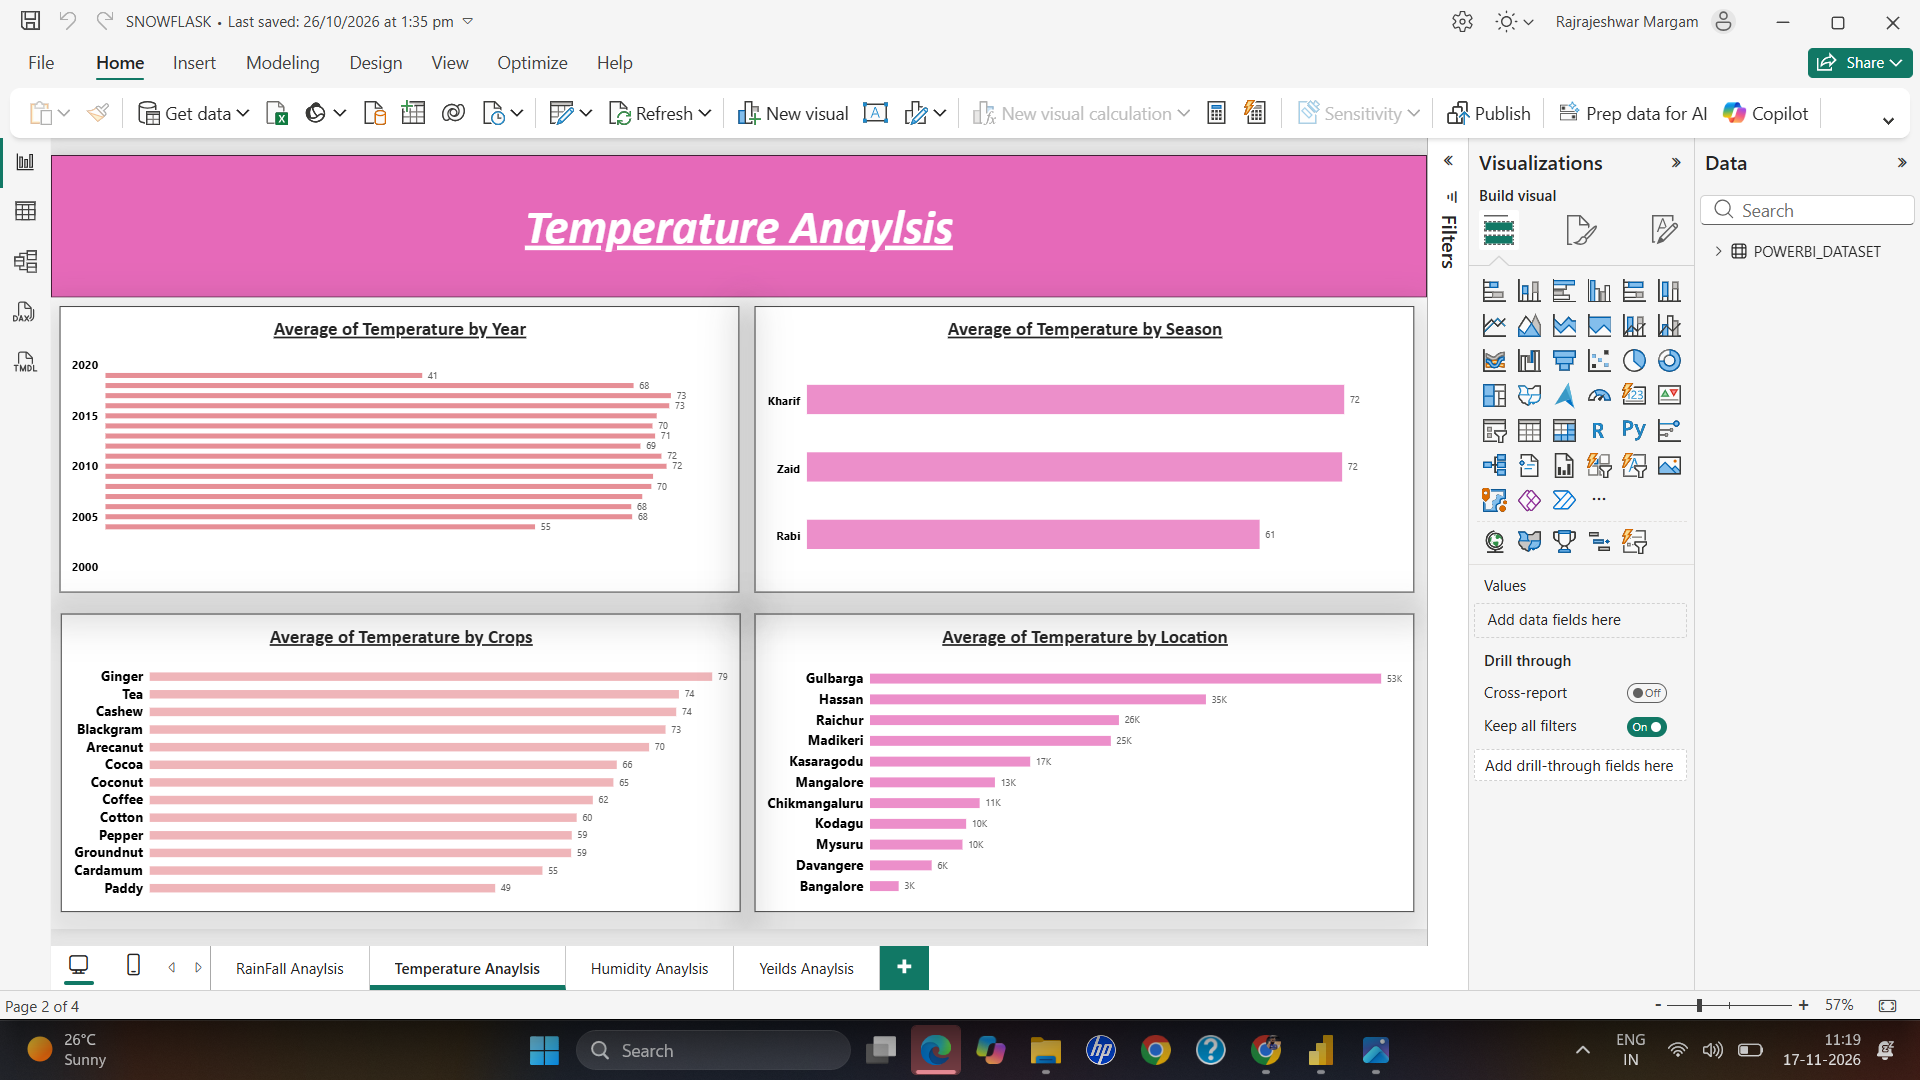 SNOWFLASK • Last saved: 26/10/2026 at 1:35 pm
Rajrajeshwar Margam
File
Home
Insert
Modeling
Design
View
Optimize
Help
Share
Get data
Refresh
New visual
New visual calculation
Sensitivity
Publish
Prep data for AI
Copilot
DAX
TMDL
Temperature Anaylsis
Average of Temperature by Year
2020
41
68
73
73
2015
70
71
69
72
2010
72
70
68
2005
68
55
2000
Average of Temperature by Season
Kharif
72
Zaid
72
Rabi
61
Average of Temperature by Crops
Ginger
79
Tea
74
Cashew
74
Blackgram
73
Arecanut
70
Cocoa
66
Coconut
65
Coffee
62
Cotton
60
Pepper
59
Groundnut
59
Cardamum
55
Paddy
49
Average of Temperature by Location
Gulbarga
53K
Hassan
35K
Raichur
26K
Madikeri
25K
Kasaragodu
17K
Mangalore
13K
Chikmangaluru
11K
Kodagu
10K
Mysuru
10K
Davangere
6K
Bangalore
3K
Filters
Visualizations
Build visual
123
R
Py
...
Values
Add data fields here
Drill through
Cross-report
Off
Keep all filters
On
Add drill-through fields here
Data
Search
POWERBI_DATASET
RainFall Anaylsis
Temperature Anaylsis
Humidity Anaylsis
Yeilds Anaylsis
+
Page 2 of 4
-
+
57%
26°C
Sunny
Search
hp
?
ENG
IN
11:19
17-11-2026